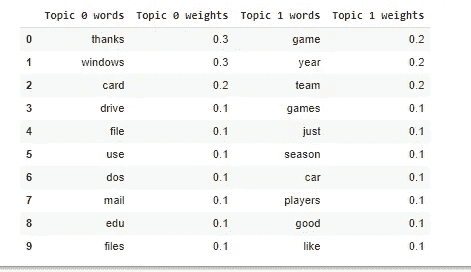 Topic 0 words Topic 0 weights Topic 1 words Topic 1 weights
0 thanks 0.3 game 0.2
1 windows 0.3 year 0.2
2 card 0.2 team 0.2
3 drive 0.1 games 0.1
4 file 0.1 just 0.1
5 use 0.1 season 0.1
6 dos 0.1 car 0.1
7 mail 0.1 players 0.1
8 edu 0.1 good 0.1
9 files 0.1 like 0.1